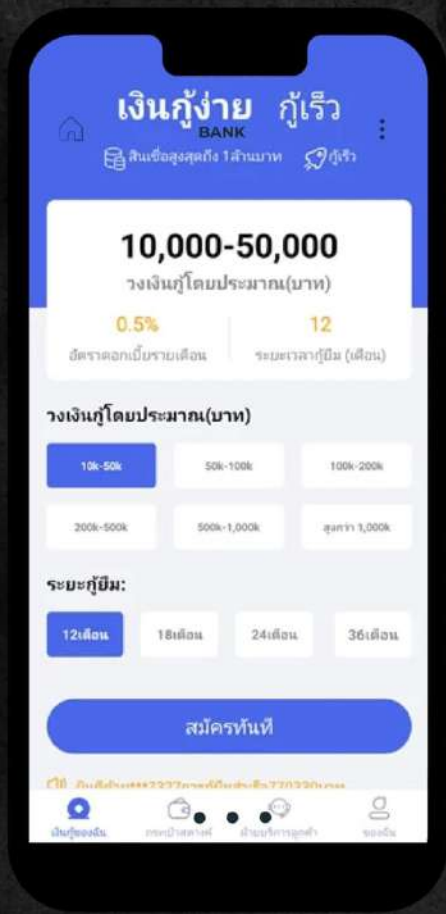 เงินกู้ง่าย กู้เร็ว
BANK
สินเชื่อสูงสุดถึง 1ล้านบาท กู้เร็ว
10,000-50,000
วงเงินกู้โดยประมาณ(บาท)
0.5% 12
อัตราดอกเบี้ยรายเดือน ระยะเวลากู้ยืม (เดือน)
วงเงินกู้โดยประมาณ(บาท)
10k-50k 50k-100k 100k-200k
200k-500k 500k-1,000k สูงกว่า 1,000k
ระยะกู้ยืม:
12เดือน 18เดือน 24เดือน 36เดือน
สมัครทันที
เงินกู้ของฉัน กระเป๋าสตางค์ ฝ่ายบริการลูกค้า ของฉัน